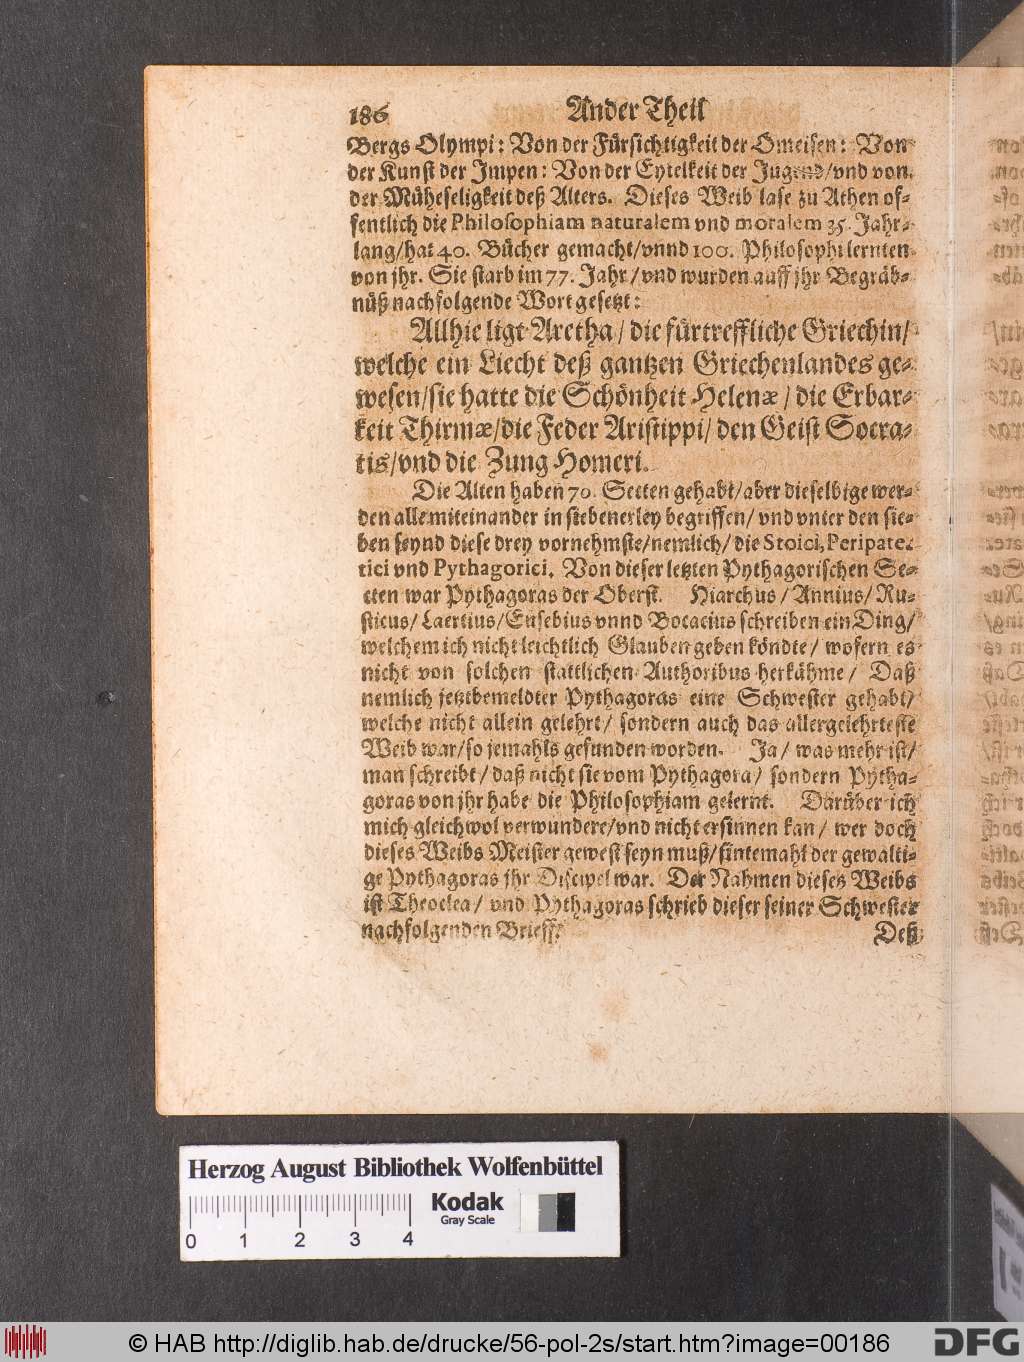 186 Ander Theil
Bergs Olympi: Von der Fürsichtigkeit der Omeisen: Von
der Kunst der Impen: Von der Eytelkeit der Jugend/vnd von
der Müheseligkeit deß Alters. Dieses Weib lase zu Athen of-
fentlich die Philosophiam naturalem vnd moralem 35. Jahr-
lang/hat 40. Bücher gemacht/vnnd 100. Philosophi lernten
von jhr. Sie starb im 77. Jahr/vnd wurden auff jhr Begräb-
nüß nachfolgende Wort gesetzt:
Allhie ligt Aretha/die fürtreffliche Griechin/
welche ein Liecht deß gantzen Griechenlandes ge-
wesen/sie hatte die Schönheit Helenæ/die Erbar-
keit Thirmæ/die Feder Aristippi/den Geist Socra-
tis/vnd die Zung Homeri.
Die Alten haben 70. Secten gehabt/aber dieselbige wer-
den alle miteinander in siebenerley begriffen/vnd vnter den sie-
ben seynd diese drey vornehmste/nemlich/die Stoici, Peripate-
tici vnd Pythagorici. Von dieser letzten Pythagorischen Se-
cten war Pythagoras der Oberst. Hiarchus/Annius/Ru-
sticus/Laertius/Eusebius vnnd Bocacius schreiben ein Ding/
welchem ich nicht leichtlich Glauben geben köndte/wofern es
nicht von solchen stattlichen Authoribus herkähme/ Daß
nemlich jetztbemeldter Pythagoras eine Schwester gehabt/
welche nicht allein gelehrt/ sondern auch das allergelehrteste
Weib war/so jemahls gefunden worden. Ja/ was mehr ist/
man schreibt/daß nicht sie vom Pythagora/ sondern Pytha-
goras von jhr habe die Philosophiam gelernt. Darüber ich
mich gleichwol verwundere/vnd nicht ersinnen kan/ wer doch
dieses Weibs Meister gewest seyn muß/sintemahl der gewalti-
ge Pythagoras jhr Discipel war. Der Nahmen dieses Weibs
ist Theoclea/ vnd Pythagoras schrieb dieser seiner Schwester
nachfolgenden Brieff:
Deß
Herzog August Bibliothek Wolfenbüttel
Kodak
Gray Scale
0 1 2 3 4
© HAB http://diglib.hab.de/drucke/56-pol-2s/start.htm?image=00186
DFG